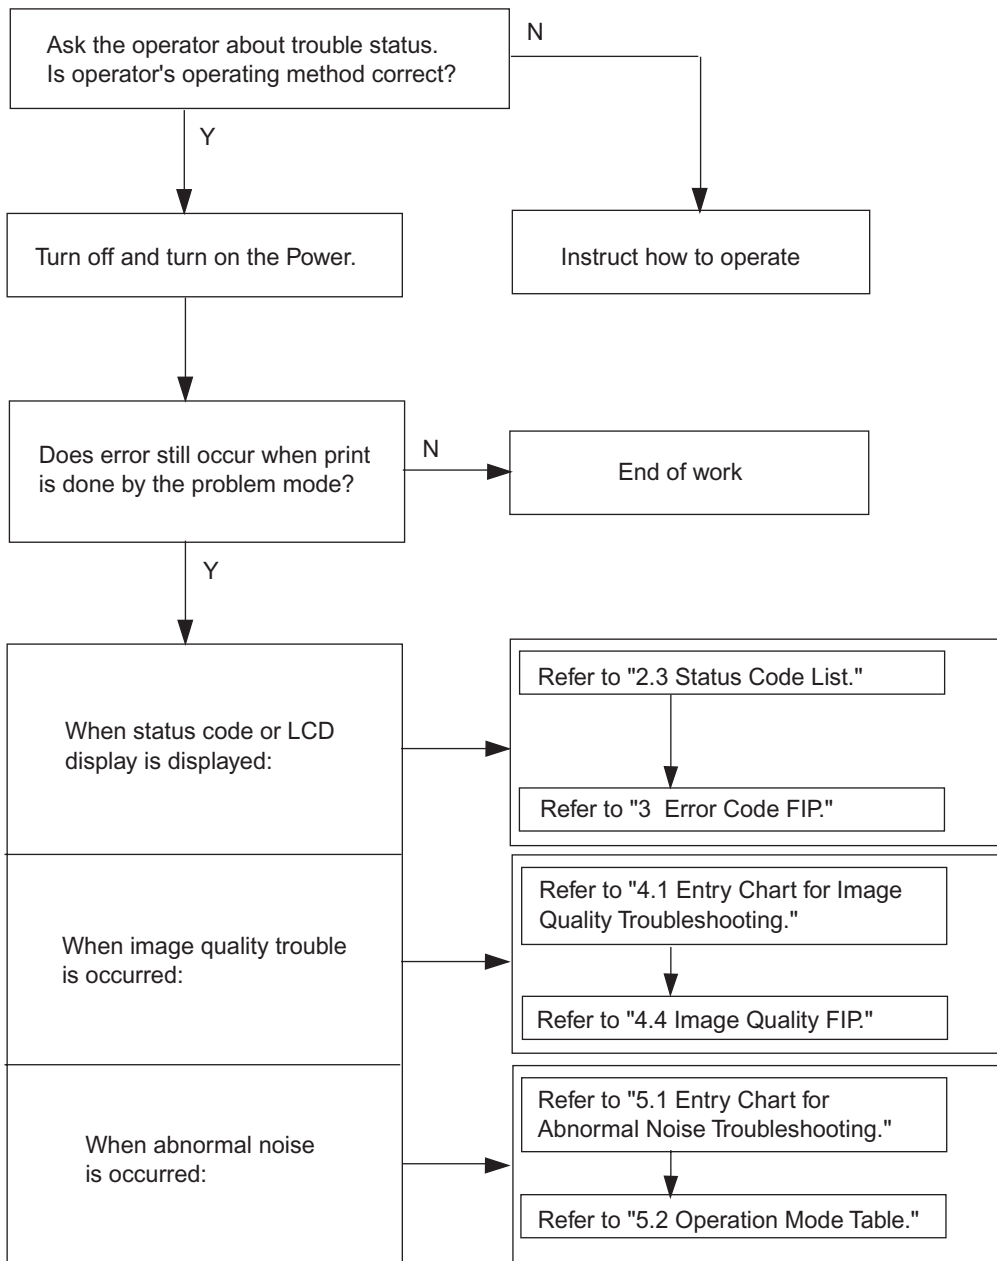 Ask the operator about trouble status.
Is operator's operating method correct?
N
Y
Turn off and turn on the Power.
Instruct how to operate
Does error still occur when print
is done by the problem mode?
N
End of work
Y
When status code or LCD
display is displayed:
Refer to "2.3 Status Code List."
Refer to "3  Error Code FIP."
When image quality trouble
is occurred:
Refer to "4.1 Entry Chart for Image
Quality Troubleshooting."
Refer to "4.4 Image Quality FIP."
When abnormal noise
is occurred:
Refer to "5.1 Entry Chart for
Abnormal Noise Troubleshooting."
Refer to "5.2 Operation Mode Table."